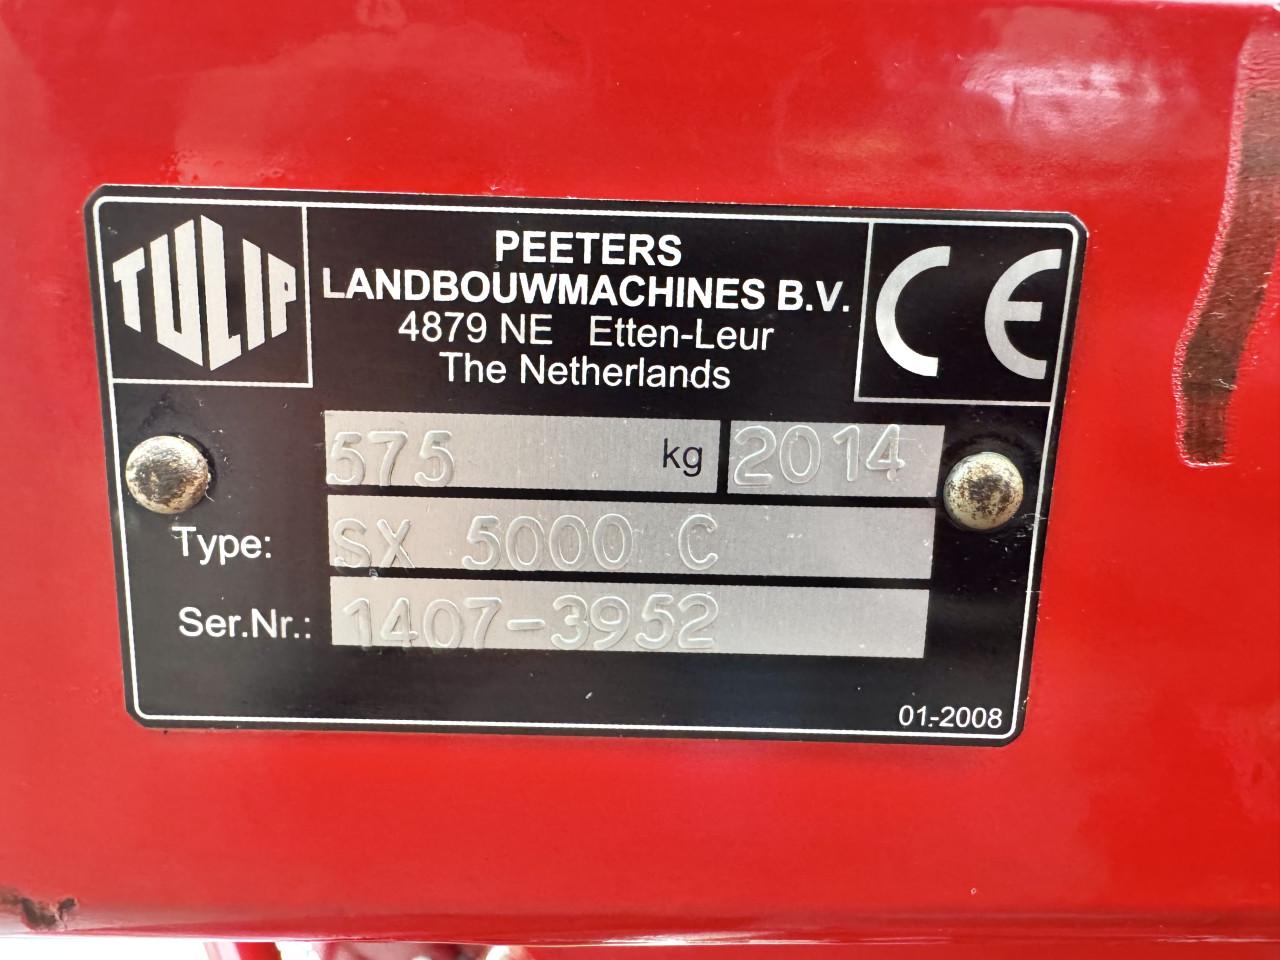 TULIP
PEETERS
LANDBOUWMACHINES B.V.
4879 NE Etten-Leur
The Netherlands
CE
575 kg 2014
Type: SX 5000 C
Ser.Nr.: 1407-3952
01-2008